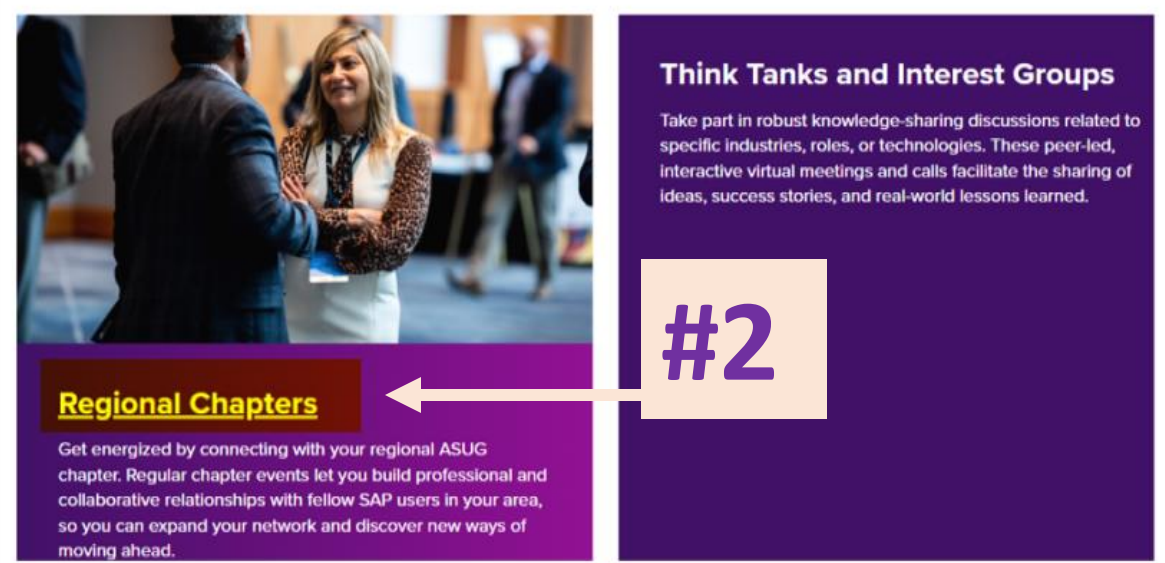 Regional Chapters
Get energized by connecting with your regional ASUG
chapter. Regular chapter events let you build professional and
collaborative relationships with fellow SAP users in your area,
so you can expand your network and discover new ways of
moving ahead.
Think Tanks and Interest Groups
Take part in robust knowledge-sharing discussions related to
specific industries, roles, or technologies. These peer-led,
interactive virtual meetings and calls facilitate the sharing of
ideas, success stories, and real-world lessons learned.
#2